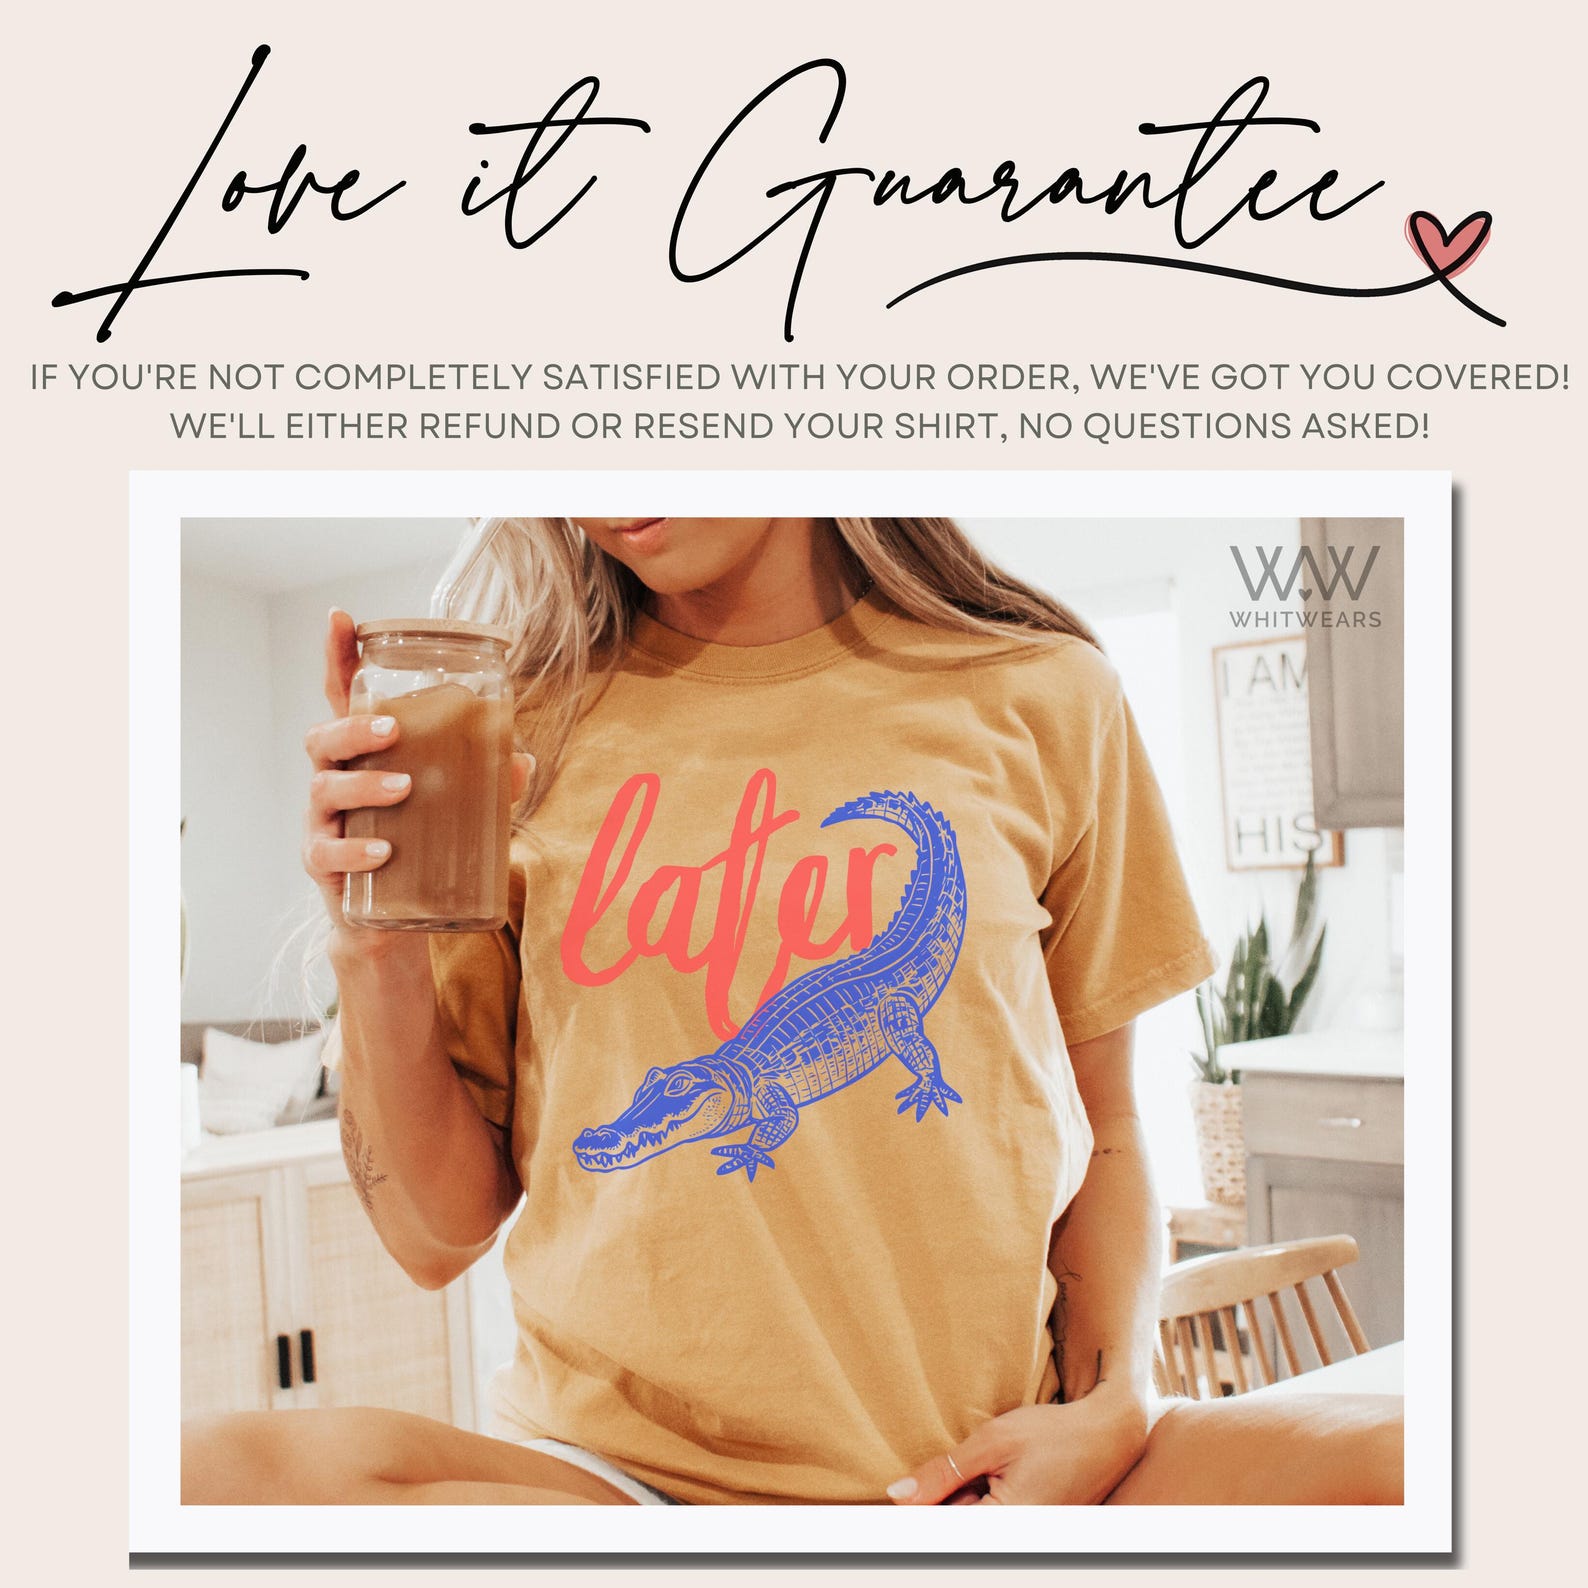 Love it Guarantee
IF YOU'RE NOT COMPLETELY SATISFIED WITH YOUR ORDER, WE'VE GOT YOU COVERED!
WE'LL EITHER REFUND OR RESEND YOUR SHIRT, NO QUESTIONS ASKED!
WW
WHITWEARS
I AM
HIS
later